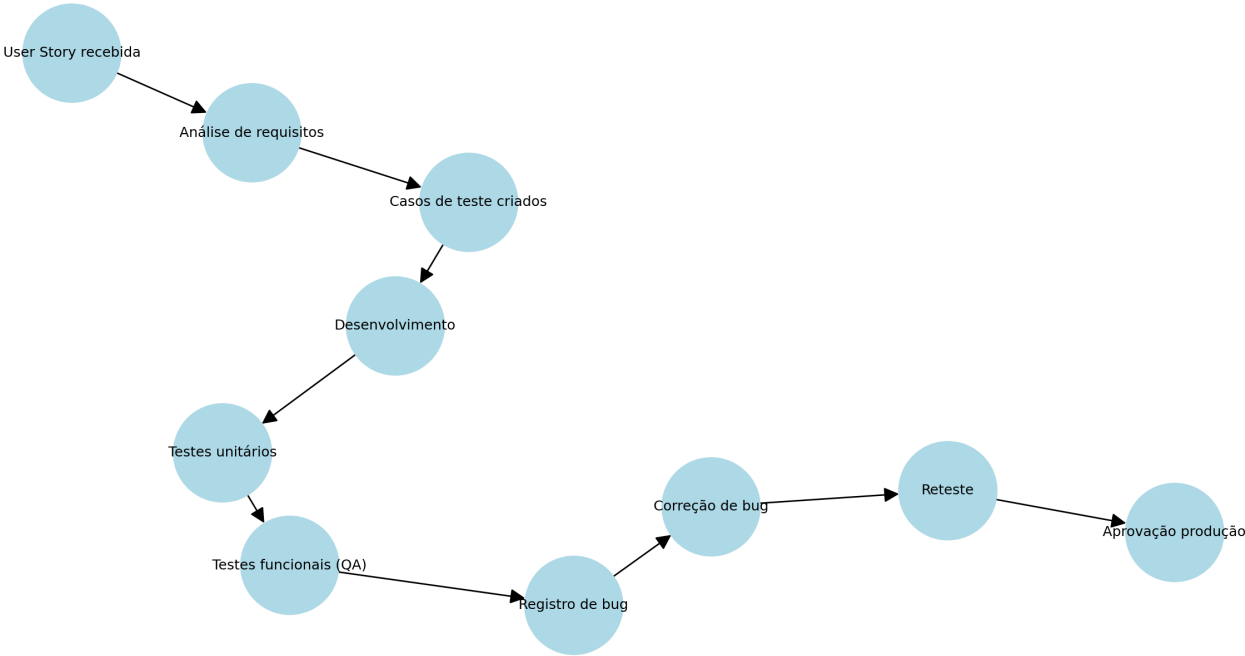 User Story recebida
Análise de requisitos
Casos de teste criados
Desenvolvimento
Testes unitários
Testes funcionais (QA)
Registro de bug
Correção de bug
Reteste
Aprovação produção